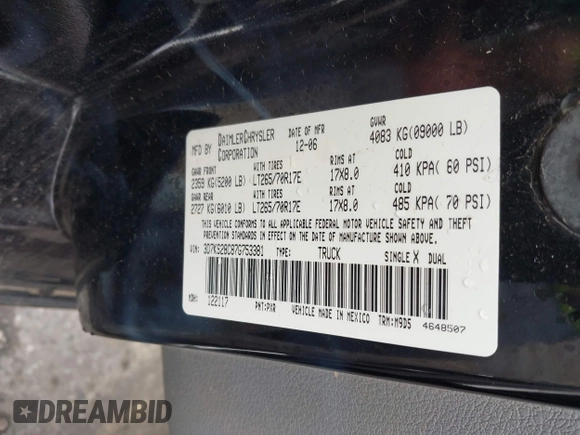 MFD BY DAIMLERCHRYSLER CORPORATION DATE OF MFR 12-06 GVWR 4083 KG(09000 LB)
GAWR FRONT WITH TIRES RIMS AT COLD
2359 KG(5200 LB) LT265/70R17E 17X8.0 410 KPA( 60 PSI)
GAWR REAR WITH TIRES RIMS AT COLD
2727 KG(6010 LB) LT265/70R17E 17X8.0 485 KPA( 70 PSI)
THIS VEHICLE CONFORMS TO ALL APPLICABLE FEDERAL MOTOR VEHICLE SAFETY AND THEFT
PREVENTION STANDARDS IN EFFECT ON THE DATE OF MANUFACTURE SHOWN ABOVE.
VIN: 3D7KS28C87G753381 TYPE: TRUCK SINGLE X DUAL
MDH: 122117 PNT:PXR VEHICLE MADE IN MEXICO TRM:M9D5 4648507
DREAMBID